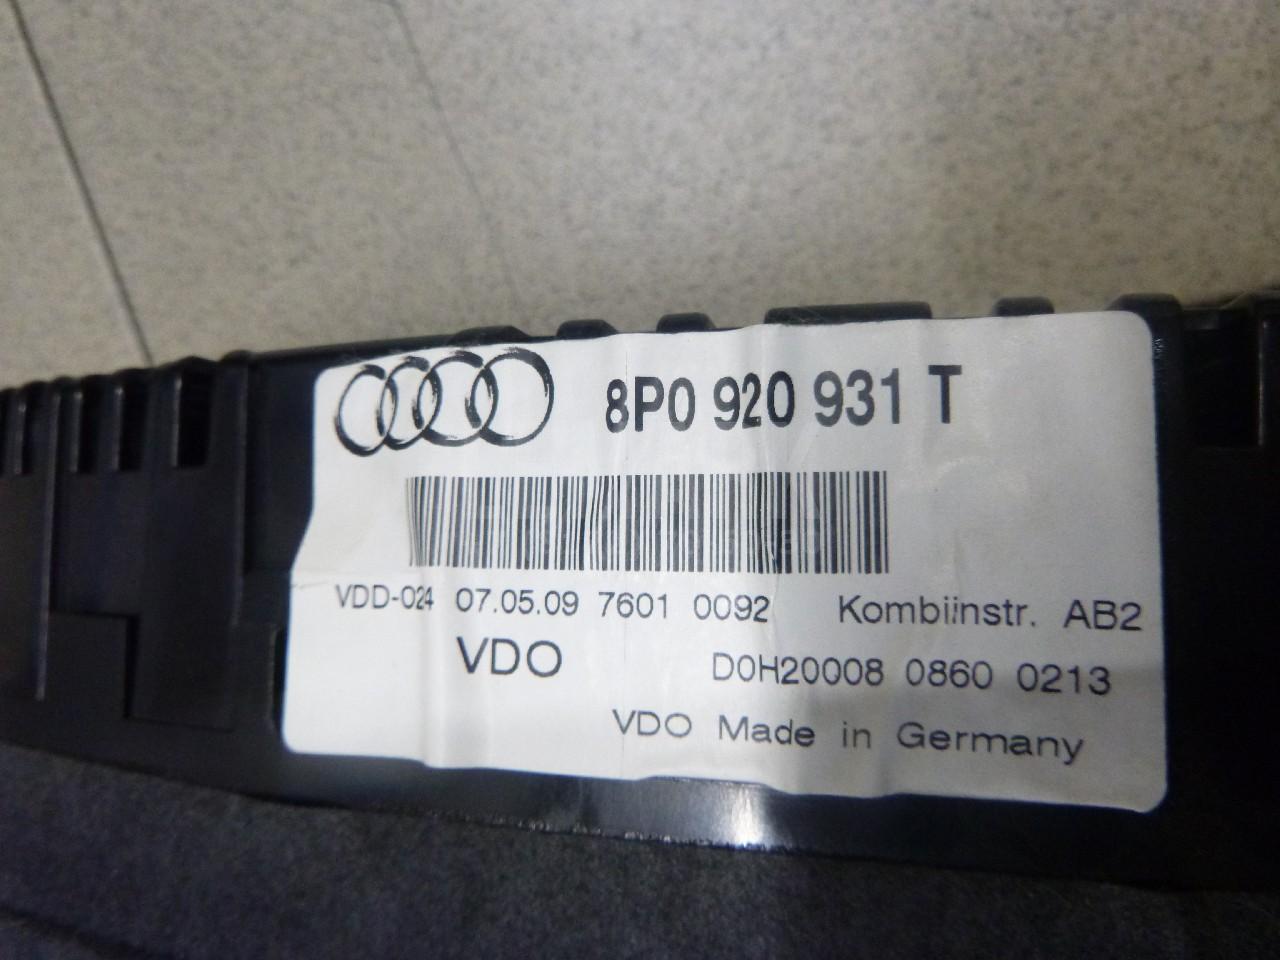 8P0 920 931 T
VDD-024 07.05.09 7601 0092 Kombiinstr. AB2
VDO D0H20008 0860 0213
VDO Made in Germany